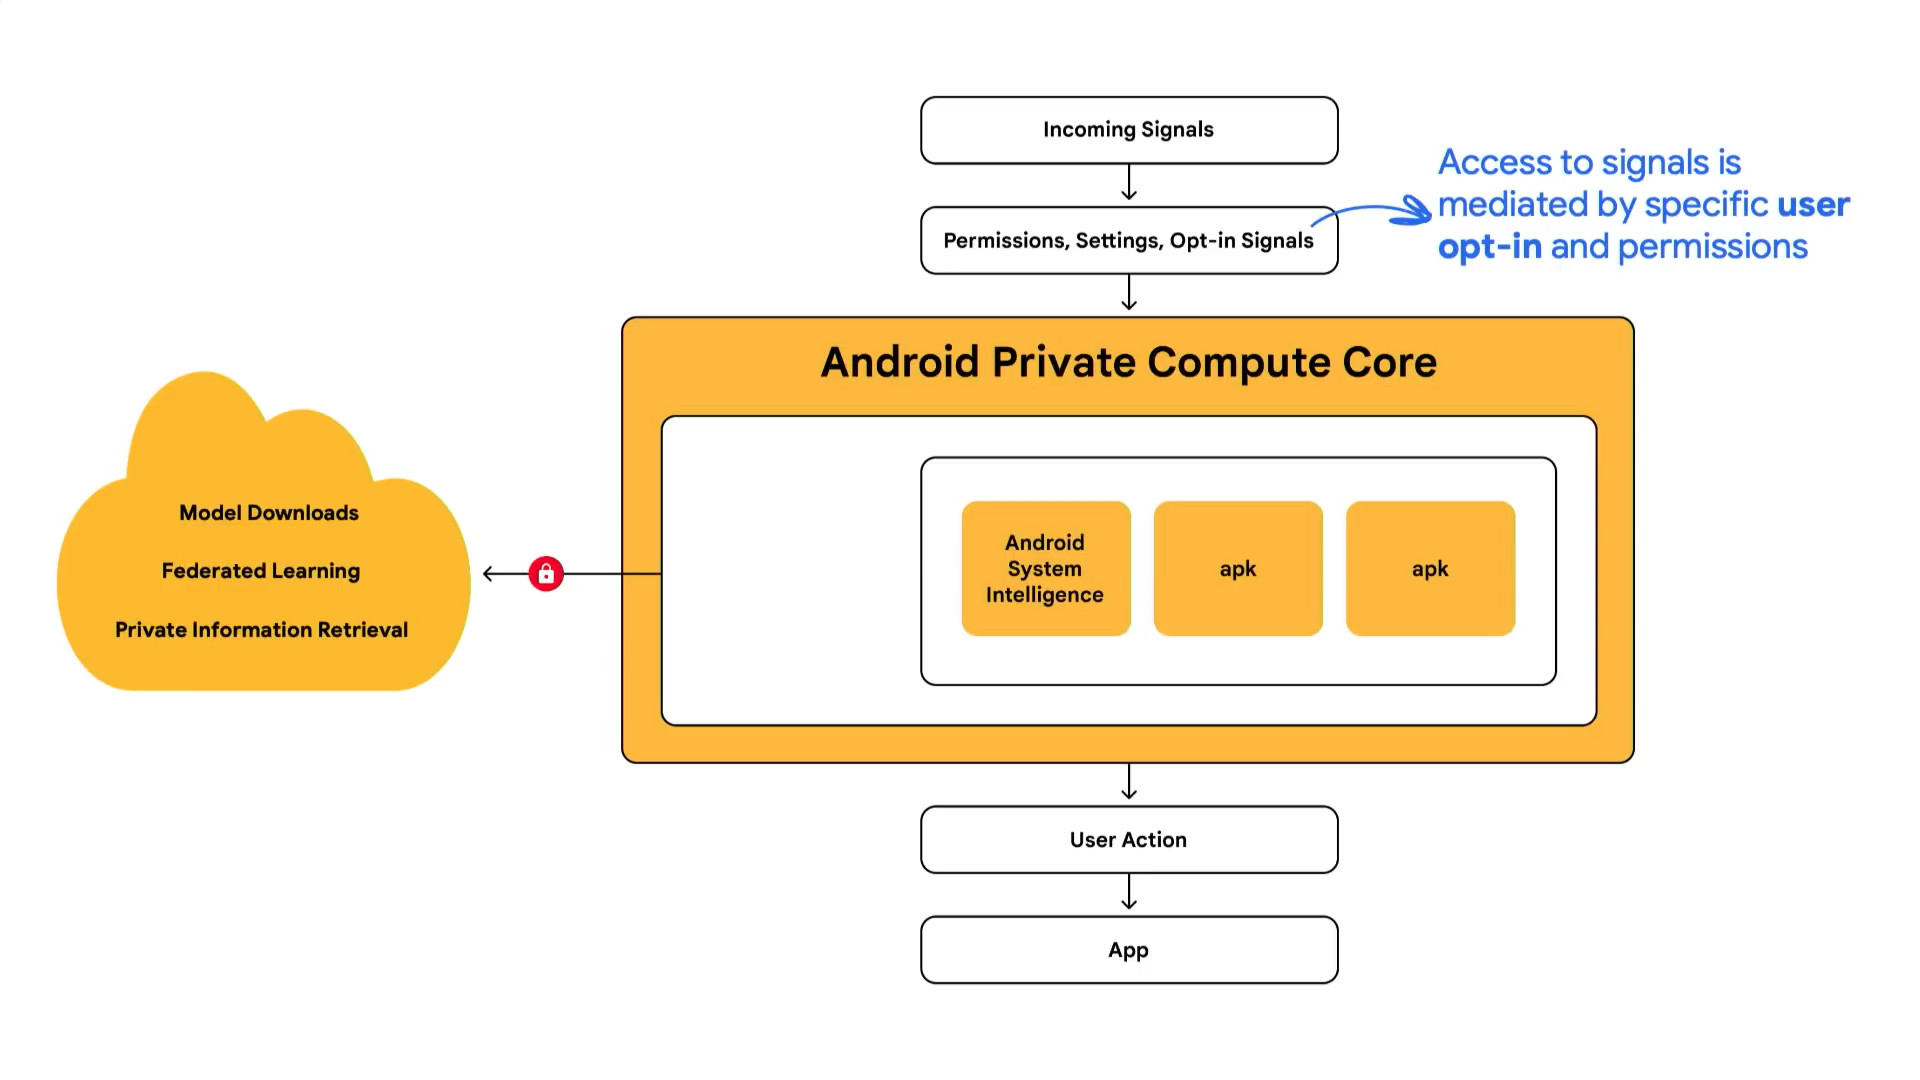 Incoming Signals
Access to signals is
mediated by specific user
opt-in and permissions
Permissions, Settings, Opt-in Signals
Android Private Compute Core
Model Downloads
Federated Learning
Private Information Retrieval
Android
System
Intelligence
apk
apk
User Action
App